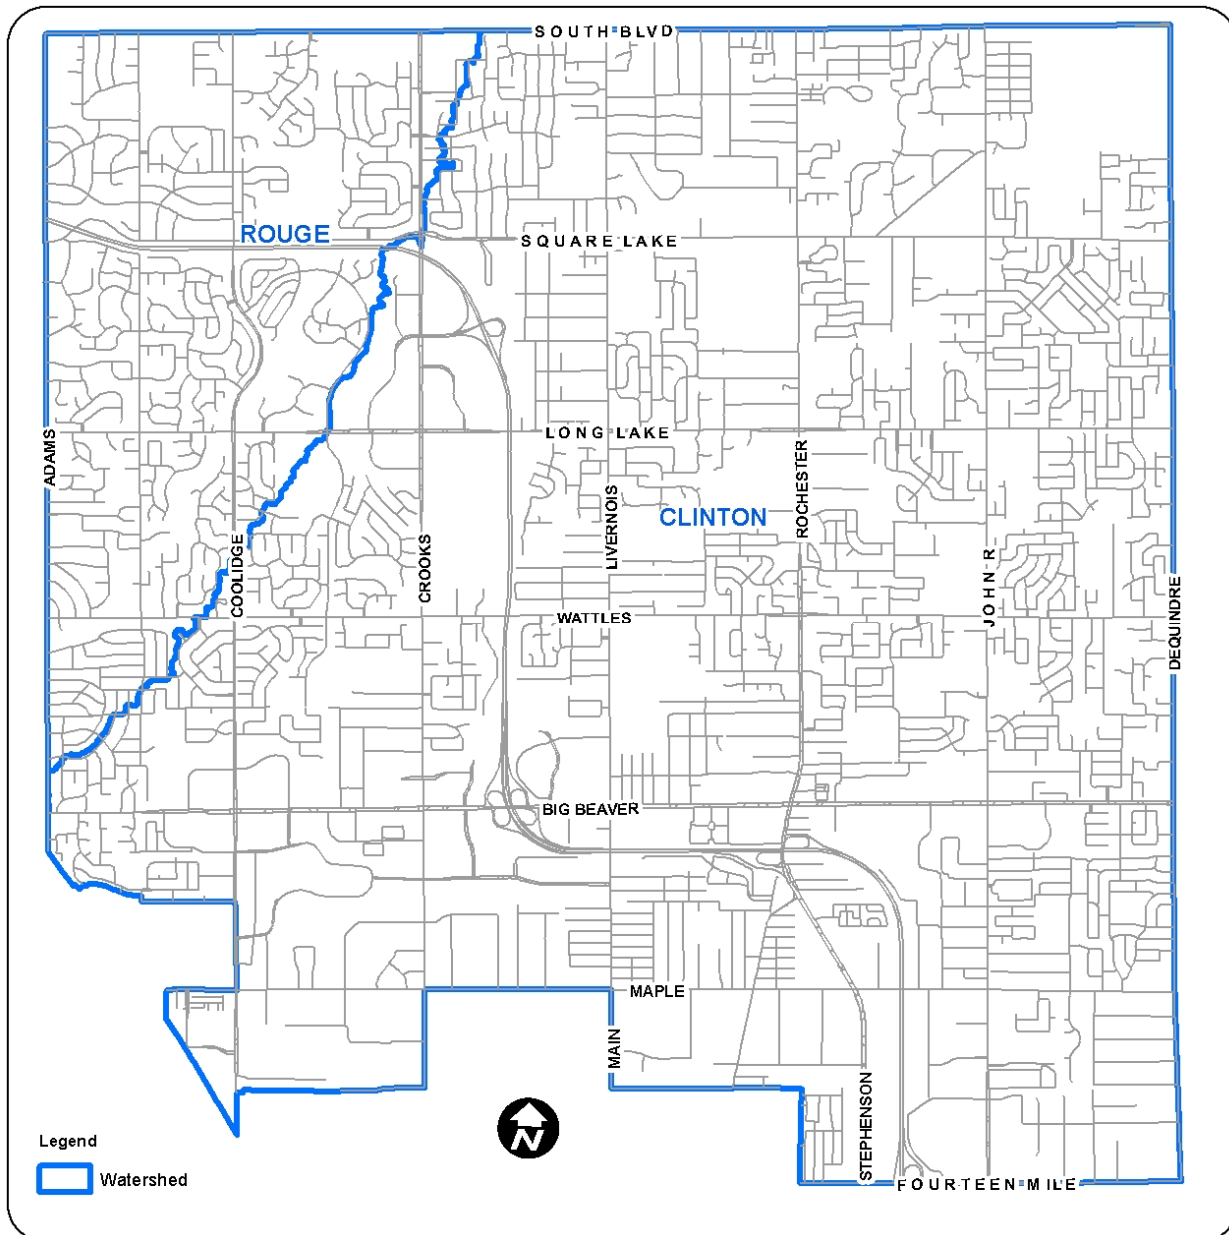 SOUTH BLVD
ROUGE
SQUARE LAKE
LONG LAKE
ADAMS
ROCHESTER
LIVERNOIS
CLINTON
COOLIDGE
CROOKS
JOHN R
DEQUINDRE
WATTLES
BIG BEAVER
MAPLE
MAIN
STEPHENSON
N
Legend
Watershed
FOURTEEN MILE